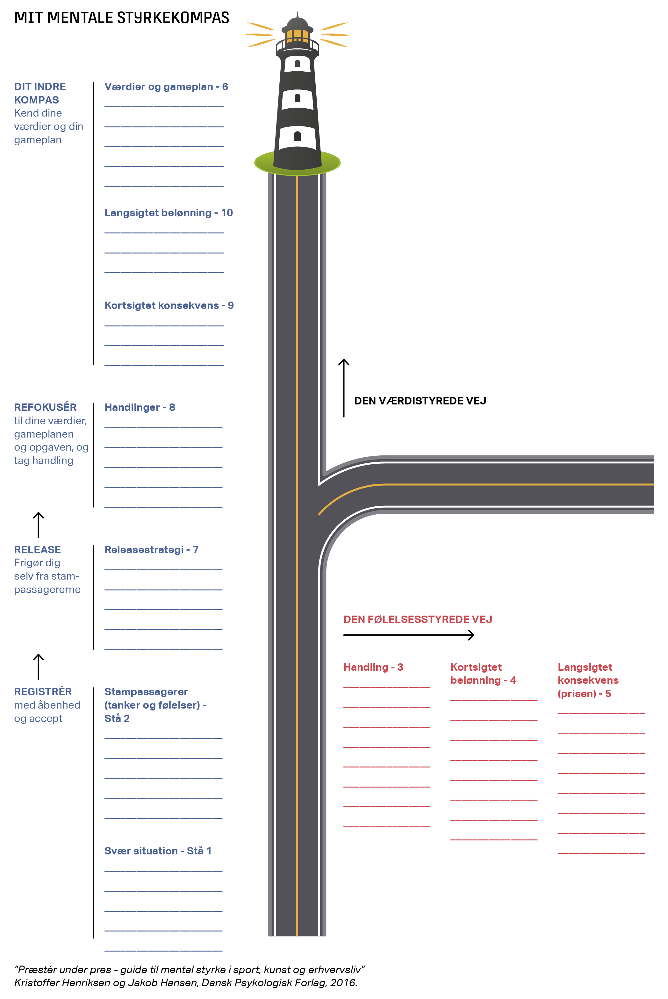 MIT MENTALE STYRKEKOMPAS
DIT INDRE
KOMPAS
Kend dine
værdier og din
gameplan
Værdier og gameplan - 6
Langsigtet belønning - 10
Kortsigtet konsekvens - 9
DEN VÆRDISTYREDE VEJ
REFOKUSÉR
til dine værdier,
gameplanen
og opgaven, og
tag handling
Handlinger - 8
RELEASE
Frigør dig
selv fra stam-
passagererne
Releasestrategi - 7
DEN FØLELSESSTYREDE VEJ
Handling - 3
Kortsigtet
belønning - 4
Langsigtet
konsekvens
(prisen) - 5
REGISTRÉR
med åbenhed
og accept
Stampassagerer
(tanker og følelser) -
Stå 2
Svær situation - Stå 1
"Præstér under pres - guide til mental styrke i sport, kunst og erhvervsliv"
Kristoffer Henriksen og Jakob Hansen, Dansk Psykologisk Forlag, 2016.